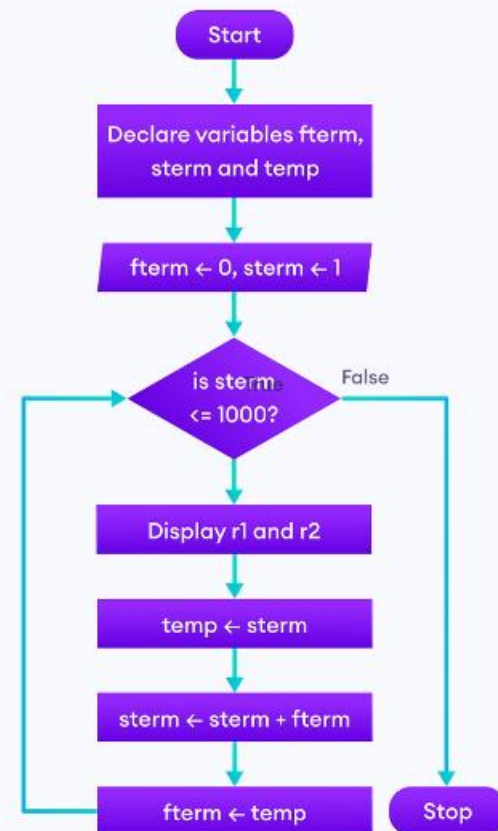 Start
Declare variables fterm,
sterm and temp
fterm ← 0, sterm ← 1
is sterm
True
<= 1000?
False
Display r1 and r2
temp ← sterm
sterm ← sterm + fterm
fterm ← temp
Stop